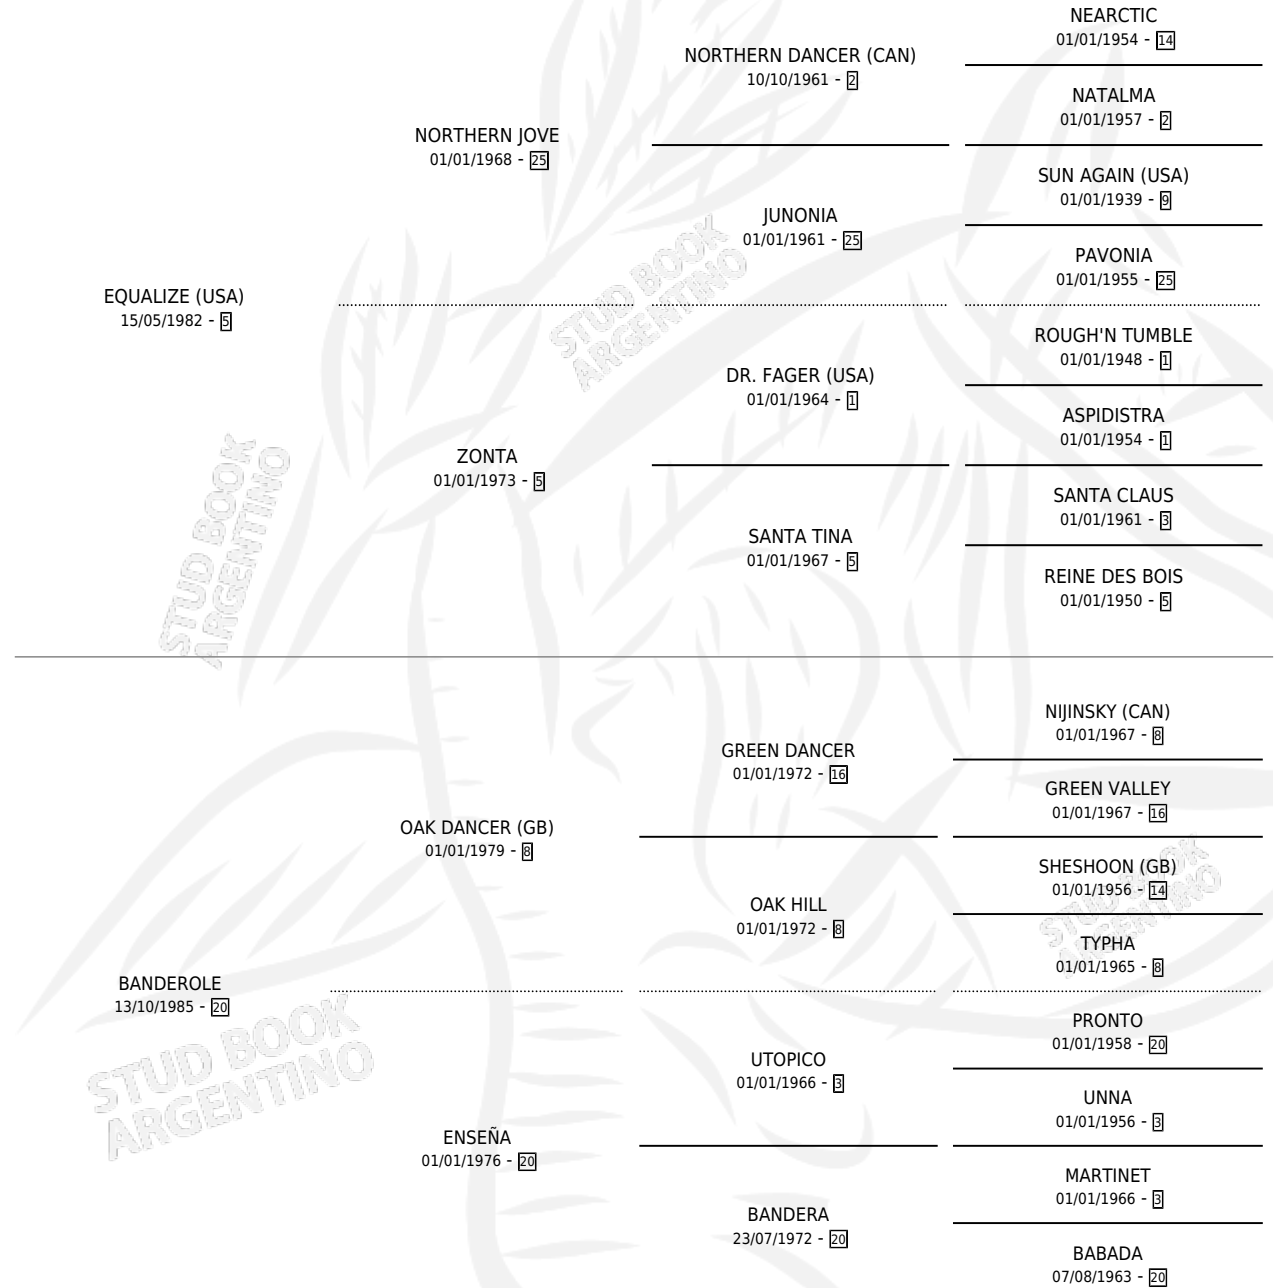 NEARCTIC
01/01/1954 - 14
NORTHERN DANCER (CAN)
10/10/1961 - 2
NATALMA
01/01/1957 - 2
NORTHERN JOVE
01/01/1968 - 25
SUN AGAIN (USA)
01/01/1939 - 9
JUNONIA
01/01/1961 - 25
PAVONIA
01/01/1955 - 25
EQUALIZE (USA)
15/05/1982 - 5
STUD BOOK
ARGENTINO
ROUGH'N TUMBLE
01/01/1948 - 1
DR. FAGER (USA)
01/01/1964 - 1
ASPIDISTRA
01/01/1954 - 1
ZONTA
01/01/1973 - 5
SANTA CLAUS
01/01/1961 - 3
SANTA TINA
01/01/1967 - 5
REINE DES BOIS
01/01/1950 - 5
STUD BOOK
ARGENTINO
NIJINSKY (CAN)
01/01/1967 - 8
GREEN DANCER
01/01/1972 - 16
GREEN VALLEY
01/01/1967 - 16
OAK DANCER (GB)
01/01/1979 - 8
SHESHOON (GB)
01/01/1956 - 14
OAK HILL
01/01/1972 - 8
TYPHA
01/01/1965 - 8
STUD BOOK
ARGENTINO
BANDEROLE
13/10/1985 - 20
PRONTO
01/01/1958 - 20
UTOPICO
01/01/1966 - 3
UNNA
01/01/1956 - 3
STUD BOOK
ARGENTINO
ENSEÑA
01/01/1976 - 20
MARTINET
01/01/1966 - 3
BANDERA
23/07/1972 - 20
BABADA
07/08/1963 - 20